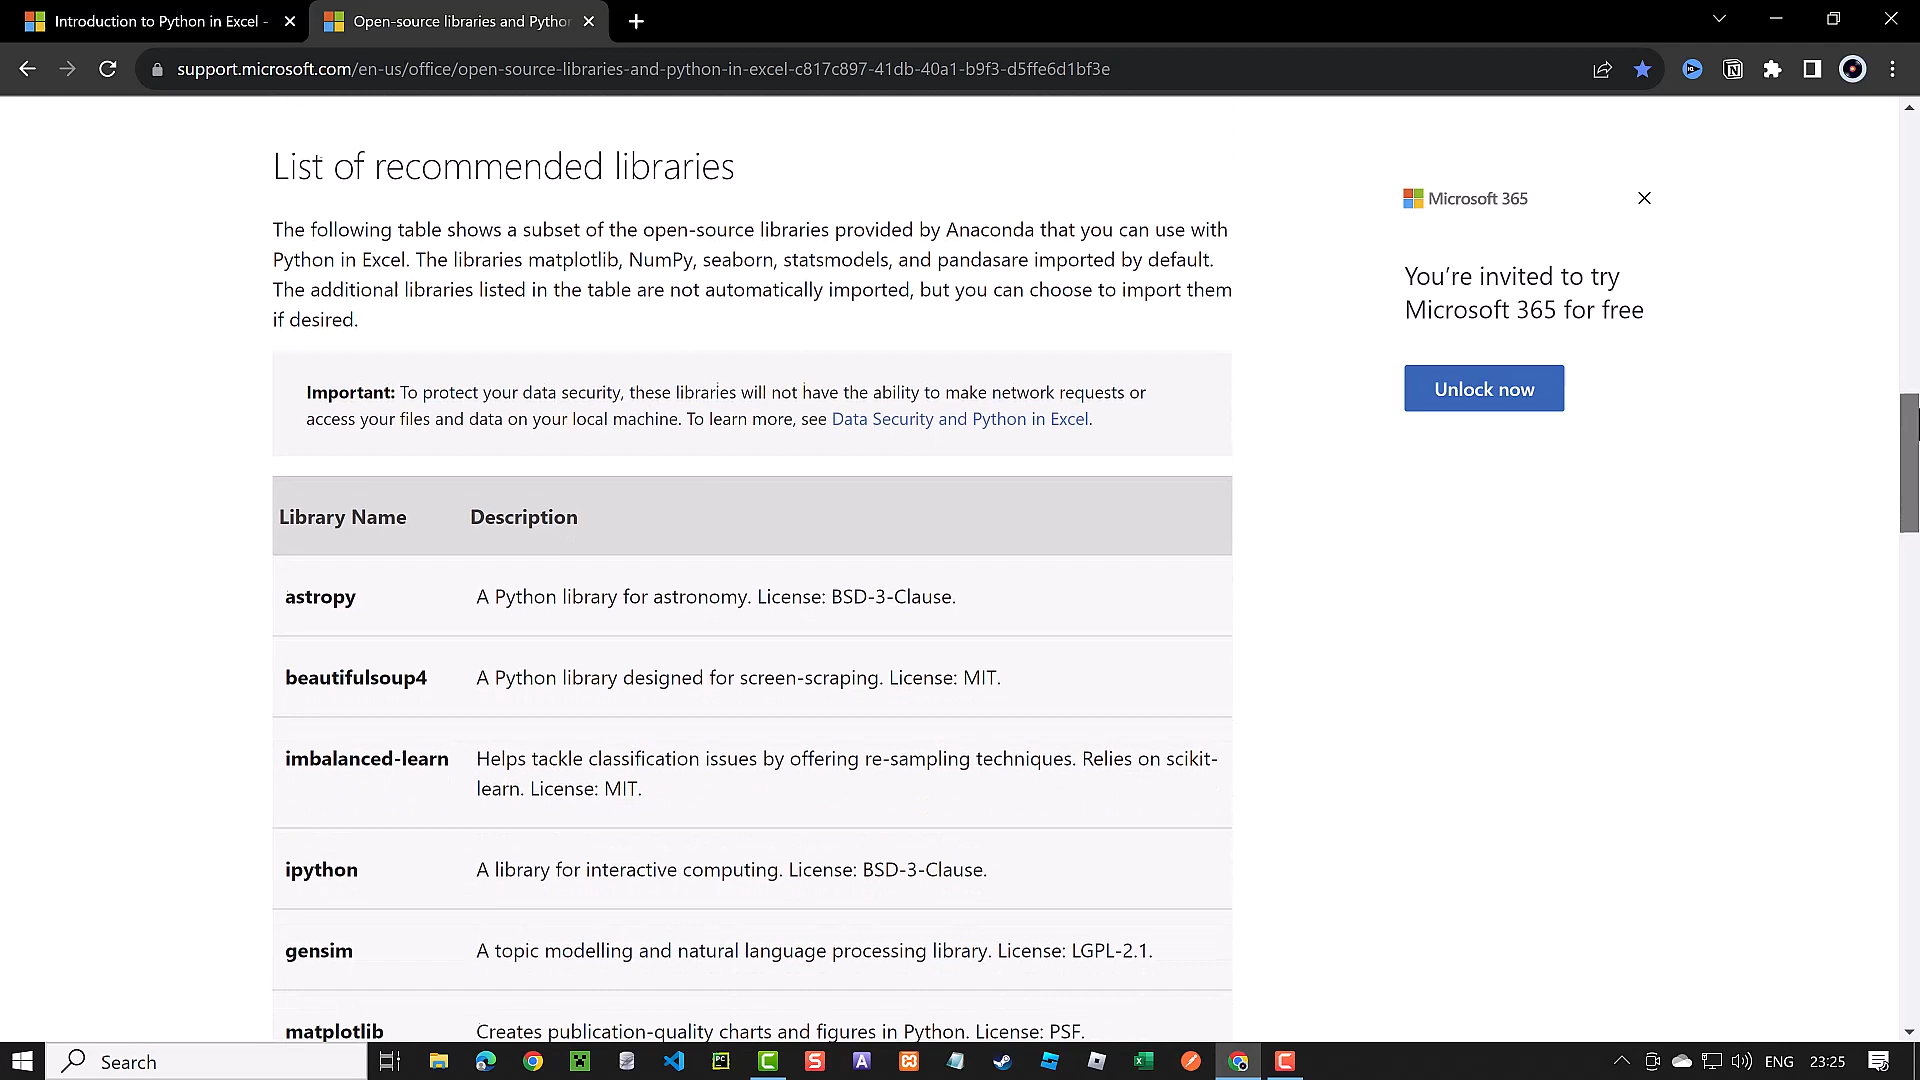 Introduction to Python in Excel -
Open-source libraries and Pytho
support.microsoft.com/en-us/office/open-source-libraries-and-python-in-excel-c817c897-41db-40a1-b9f3-d5ffe6d1bf3e
List of recommended libraries
The following table shows a subset of the open-source libraries provided by Anaconda that you can use with
Python in Excel. The libraries matplotlib, NumPy, seaborn, statsmodels, and pandasare imported by default.
The additional libraries listed in the table are not automatically imported, but you can choose to import them
if desired.
Important: To protect your data security, these libraries will not have the ability to make network requests or
access your files and data on your local machine. To learn more, see Data Security and Python in Excel.
Library Name Description
astropy A Python library for astronomy. License: BSD-3-Clause.
beautifulsoup4 A Python library designed for screen-scraping. License: MIT.
imbalanced-learn Helps tackle classification issues by offering re-sampling techniques. Relies on scikit-
learn. License: MIT.
ipython A library for interactive computing. License: BSD-3-Clause.
gensim A topic modelling and natural language processing library. License: LGPL-2.1.
matplotlib Creates publication-quality charts and figures in Python. License: PSF.
Microsoft 365
You're invited to try
Microsoft 365 for free
Unlock now
Search
ENG
23:25